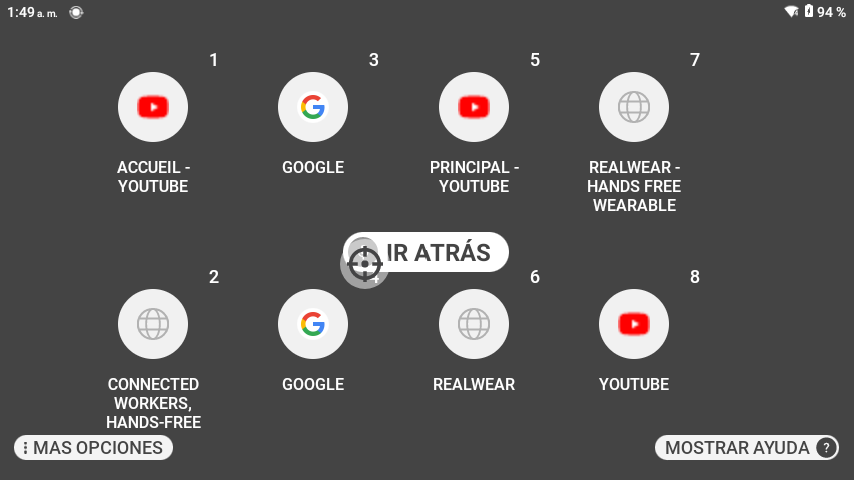 1:49 a. m.
94 %
1
3
5
7
ACCUEIL -
YOUTUBE
GOOGLE
PRINCIPAL -
YOUTUBE
REALWEAR -
HANDS FREE
WEARABLE
IR ATRÁS
2
6
8
CONNECTED
WORKERS,
HANDS-FREE
GOOGLE
REALWEAR
YOUTUBE
MAS OPCIONES
MOSTRAR AYUDA ?